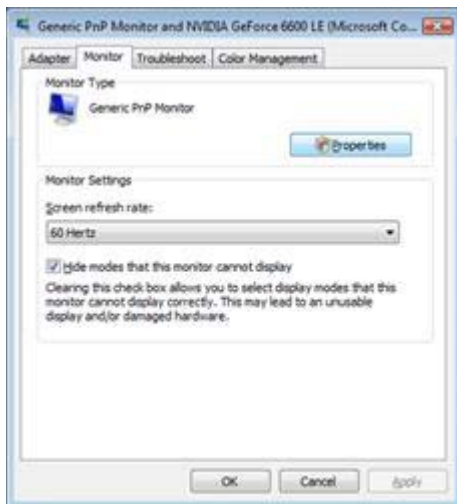 Generic PnP Monitor and NVIDIA GeForce 6600 LE (Microsoft Co...
Adapter Monitor Troubleshoot Color Management
Monitor Type
Generic PnP Monitor
Properties
Monitor Settings
Screen refresh rate:
60 Hertz
Hide modes that this monitor cannot display
Clearing this check box allows you to select display modes that this
monitor cannot display correctly. This may lead to an unusable
display and/or damaged hardware.
OK Cancel Apply